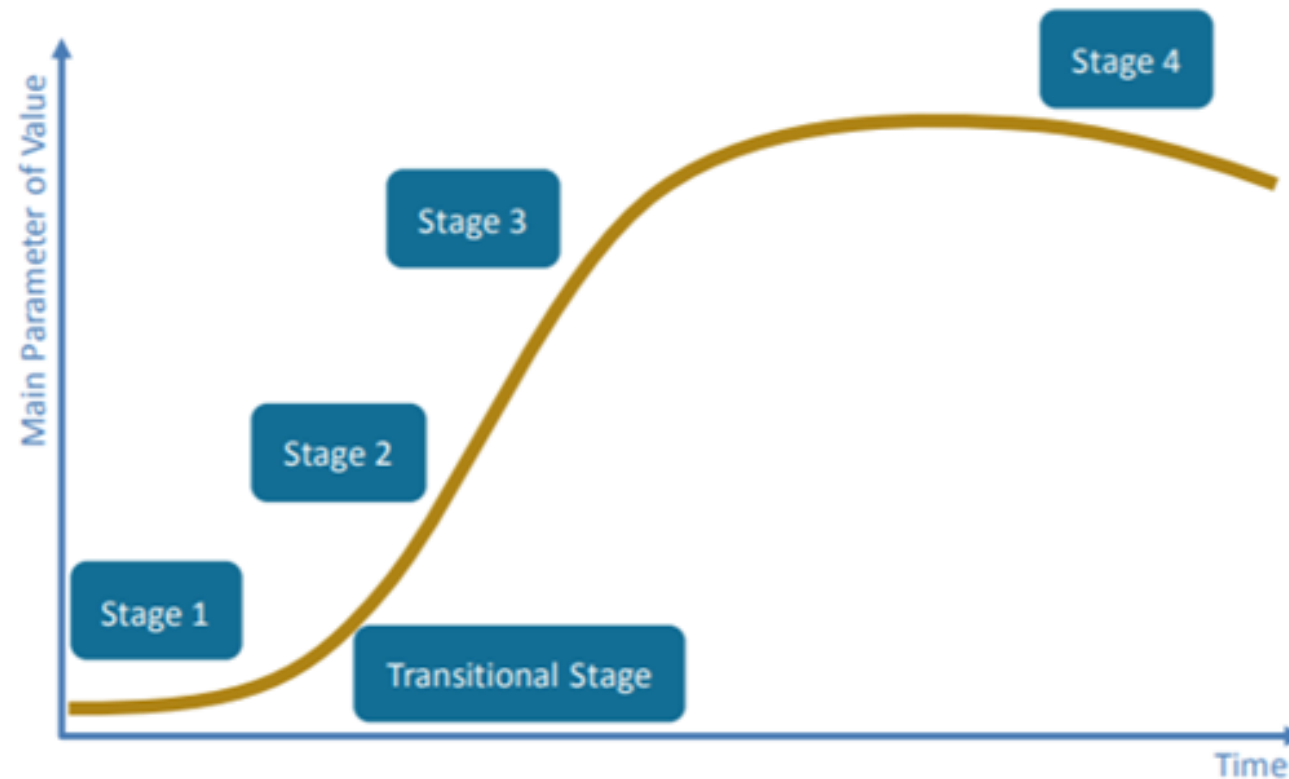 Main Parameter of Value
Stage 4
Stage 3
Stage 2
Stage 1
Transitional Stage
Time